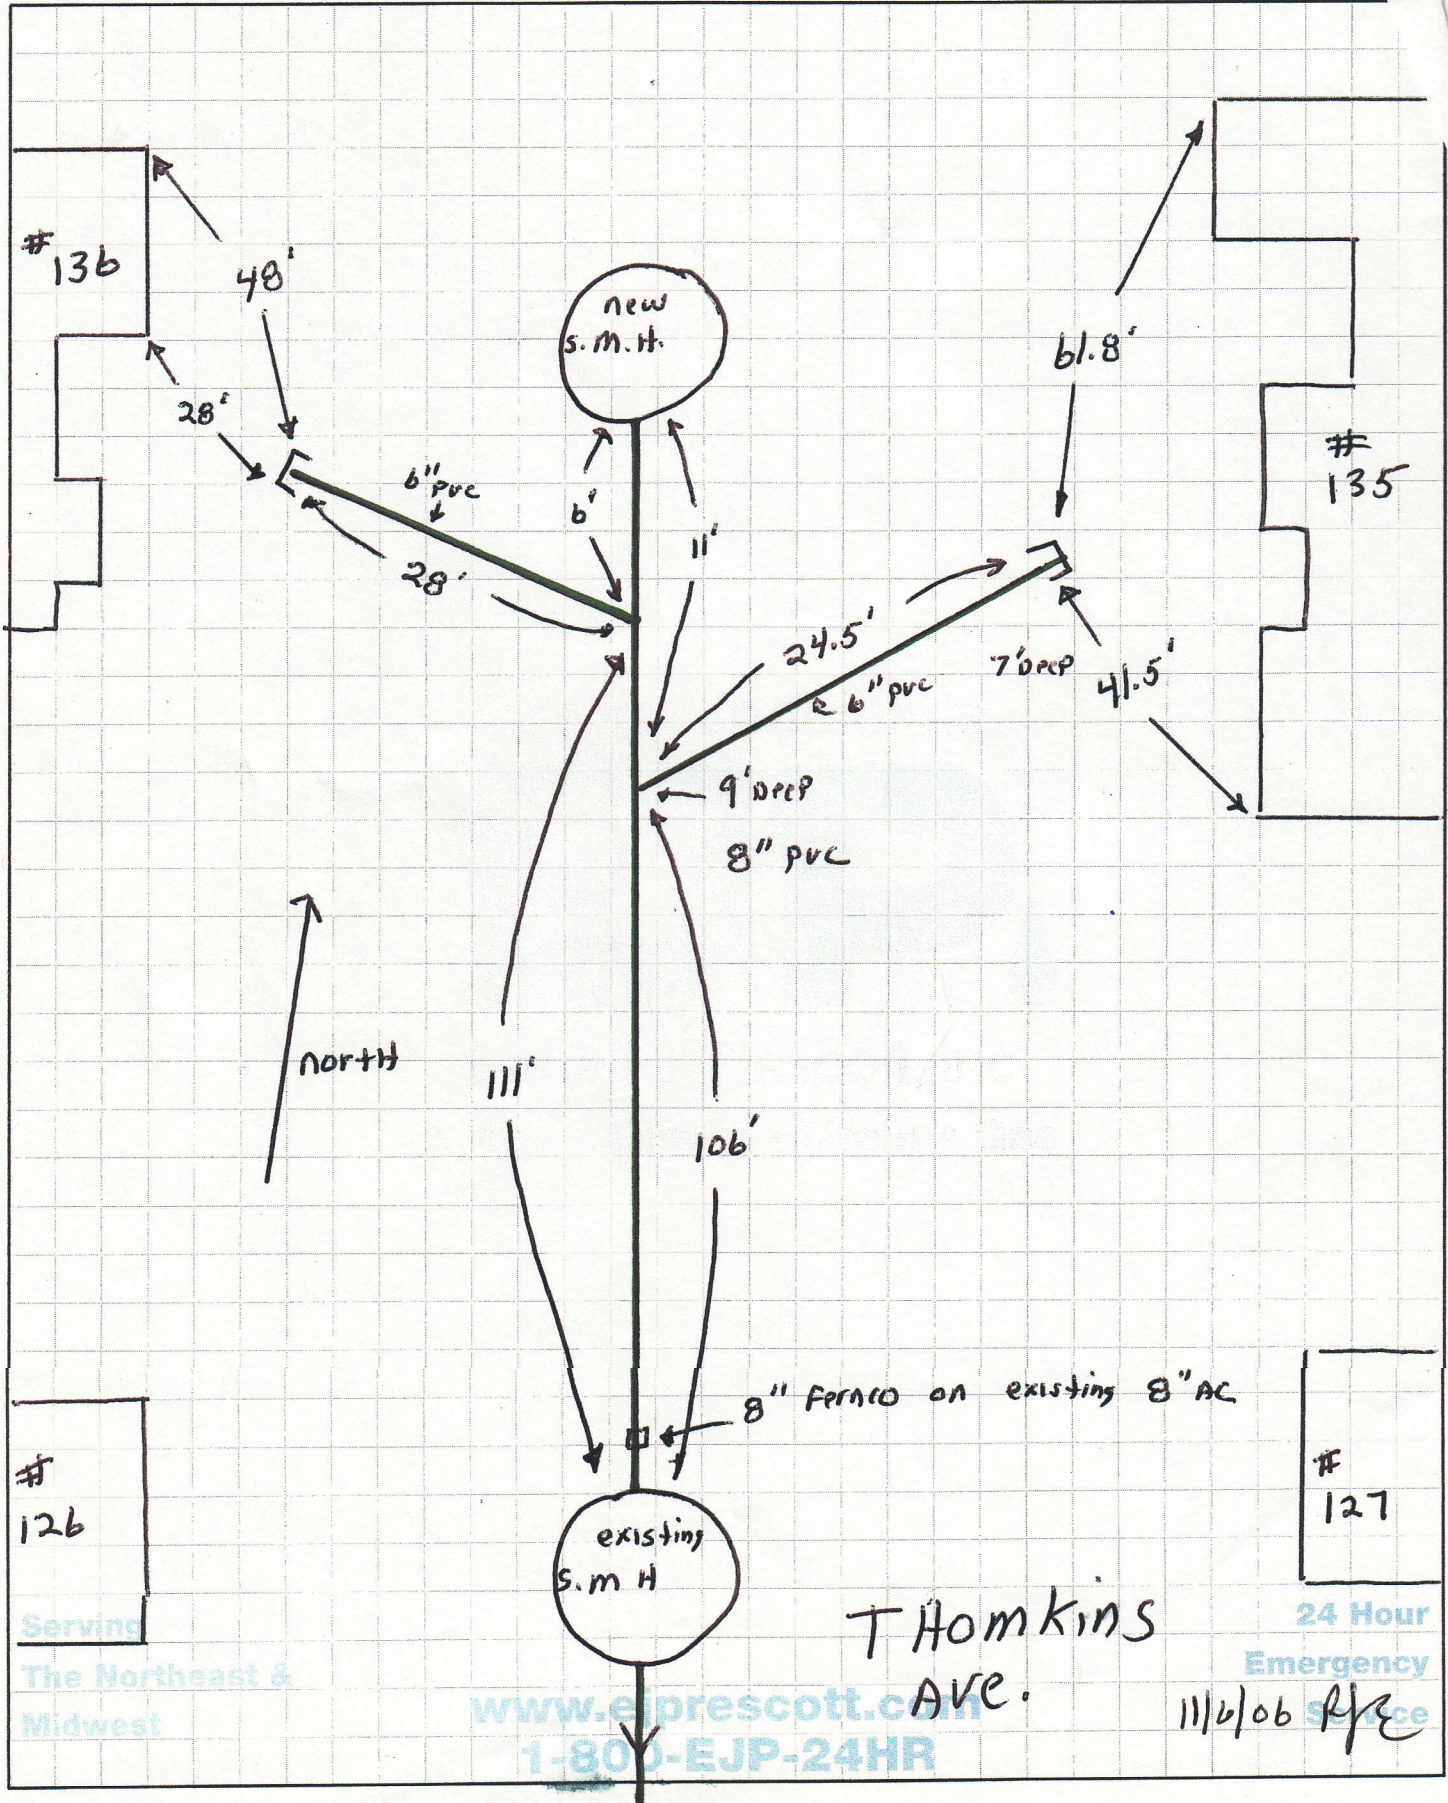 #
136
48'
new
S.M.H.
61.8'
28'
6" pvc
6'
11'
#
135
28'
24.5'
7' Deep
41.5'
6" pvc
9' Deep
8" pvc
north
111'
106'
8" Fernco on existing 8" AC
#
126
#
127
existing
S.M H
THomkins
Ave.
11/6/06
Serving
The Northeast &
Midwest
www.ejprescott.com
1-800-EJP-24HR
24 Hour
Emergency
Service